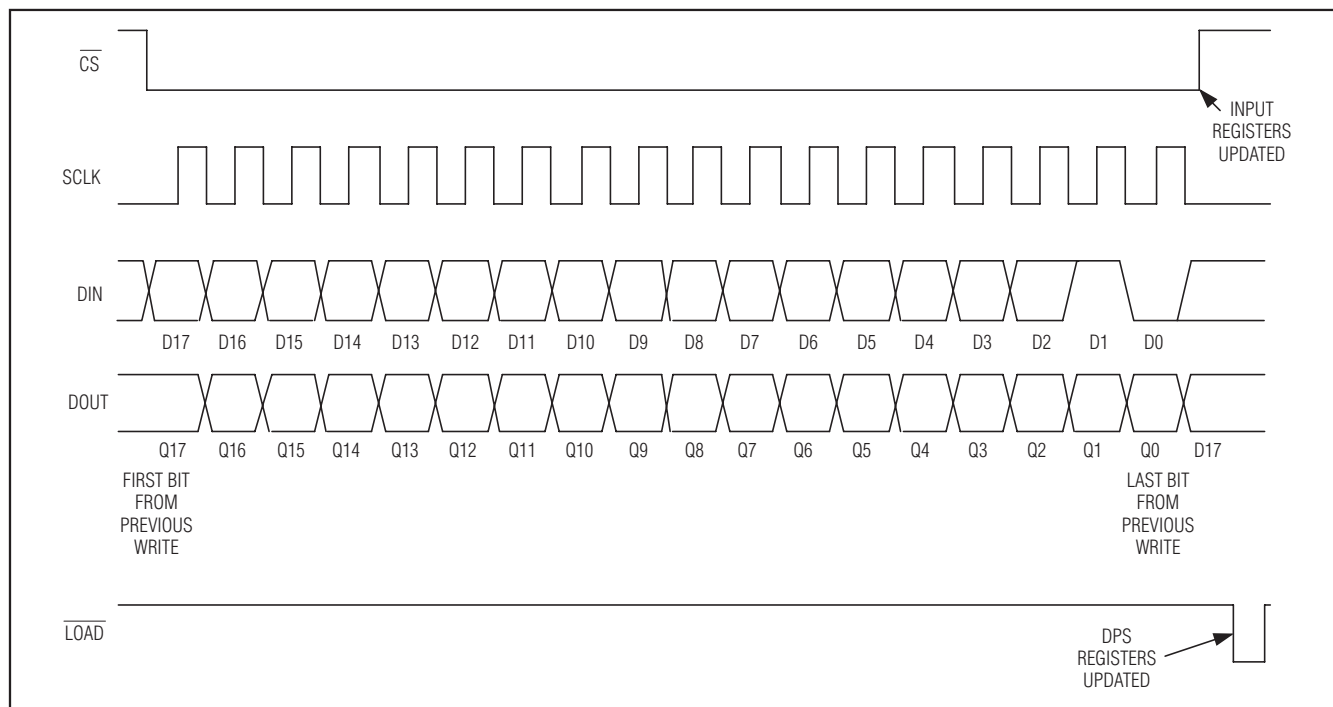 CS
INPUT
REGISTERS
UPDATED
SCLK
DIN
D17 D16 D15 D14 D13 D12 D11 D10 D9 D8 D7 D6 D5 D4 D3 D2 D1 D0
DOUT
Q17 Q16 Q15 Q14 Q13 Q12 Q11 Q10 Q9 Q8 Q7 Q6 Q5 Q4 Q3 Q2 Q1 Q0 D17
FIRST BIT
FROM
PREVIOUS
WRITE
LAST BIT
FROM
PREVIOUS
WRITE
LOAD
DPS
REGISTERS
UPDATED